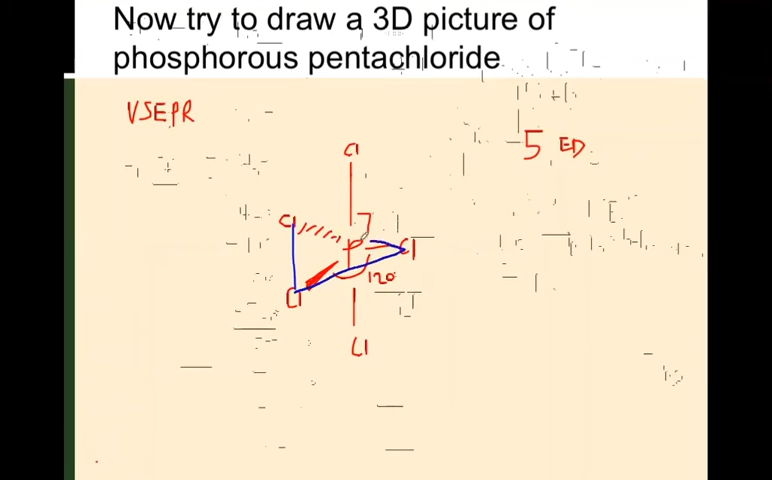 Now try to draw a 3D picture of
phosphorous pentachloride
VSEPR
5 ED
Cl
Cl
P
Cl
120
Cl
Cl